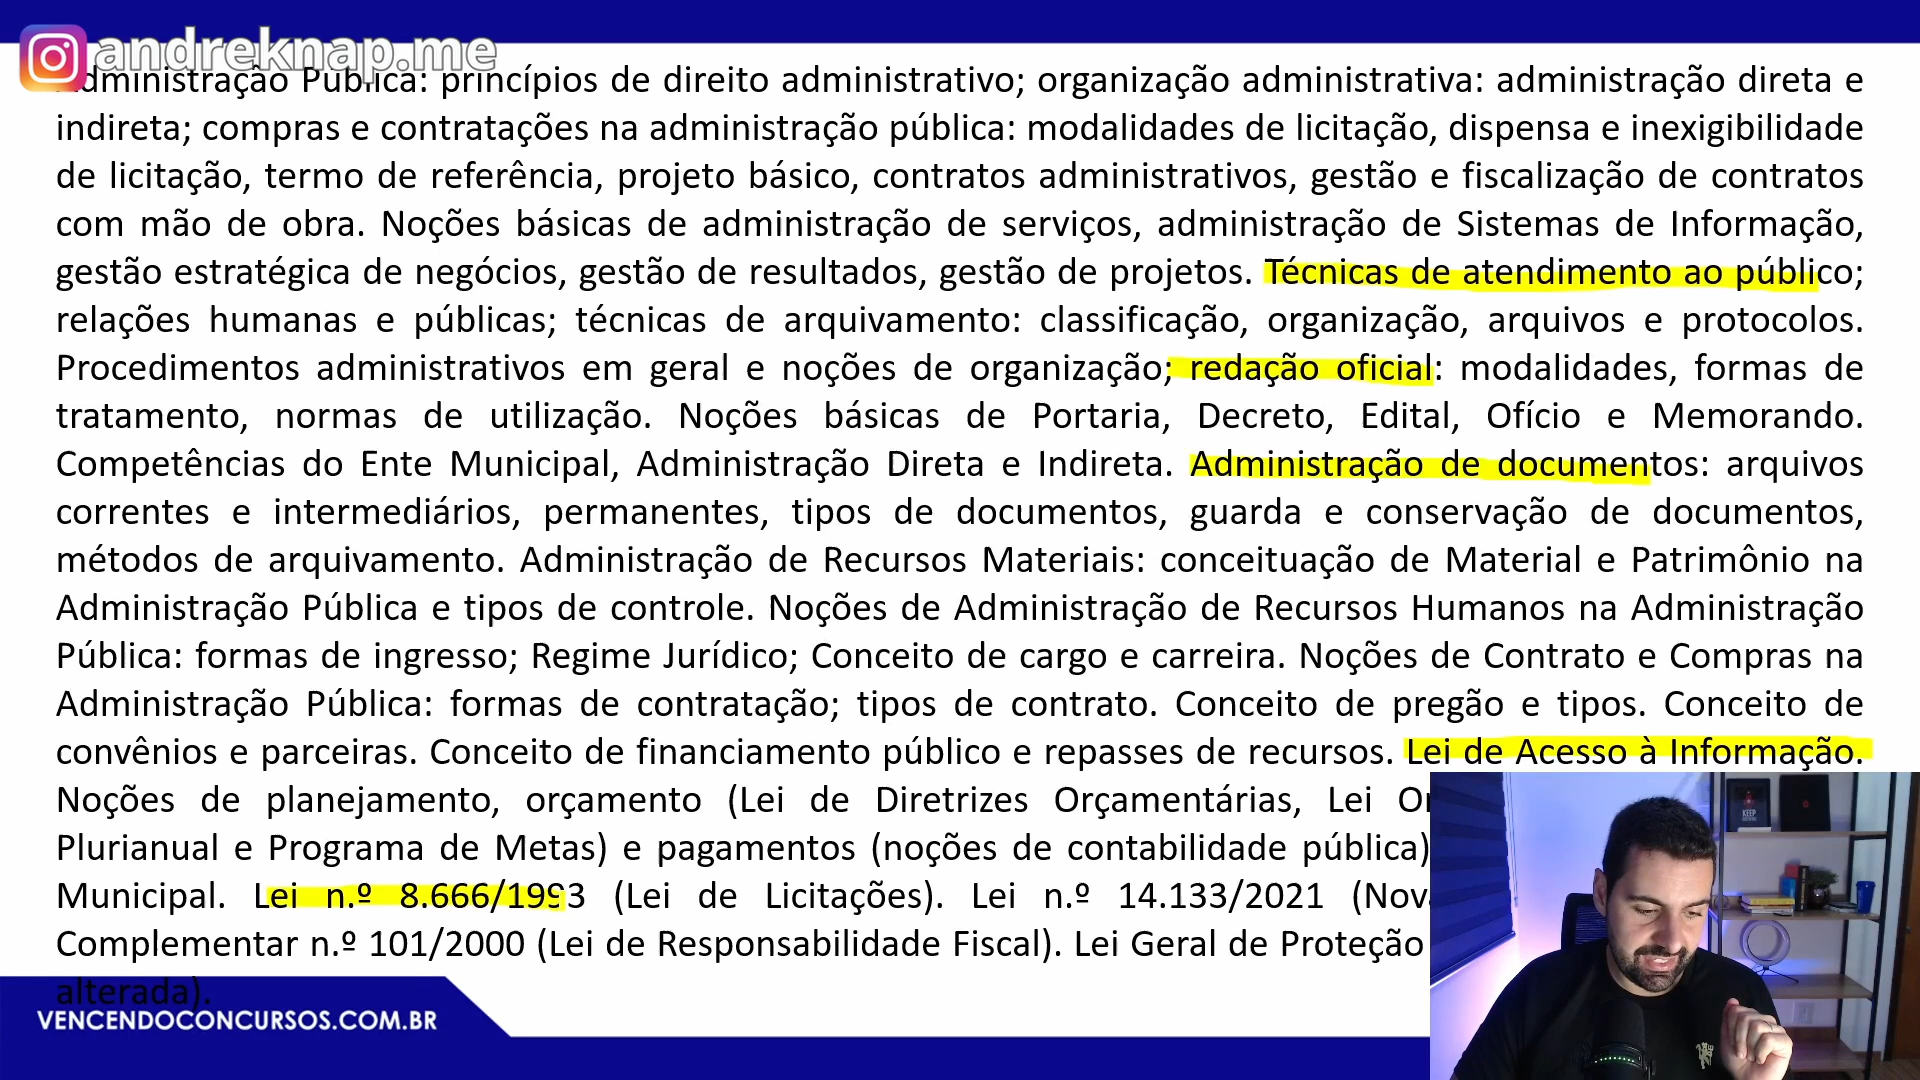 andreknap.me
Administração Pública: princípios de direito administrativo; organização administrativa: administração direta e
indireta; compras e contratações na administração pública: modalidades de licitação, dispensa e inexigibilidade
de licitação, termo de referência, projeto básico, contratos administrativos, gestão e fiscalização de contratos
com mão de obra. Noções básicas de administração de serviços, administração de Sistemas de Informação,
gestão estratégica de negócios, gestão de resultados, gestão de projetos. Técnicas de atendimento ao público;
relações humanas e públicas; técnicas de arquivamento: classificação, organização, arquivos e protocolos.
Procedimentos administrativos em geral e noções de organização; redação oficial: modalidades, formas de
tratamento, normas de utilização. Noções básicas de Portaria, Decreto, Edital, Ofício e Memorando.
Competências do Ente Municipal, Administração Direta e Indireta. Administração de documentos: arquivos
correntes e intermediários, permanentes, tipos de documentos, guarda e conservação de documentos,
métodos de arquivamento. Administração de Recursos Materiais: conceituação de Material e Patrimônio na
Administração Pública e tipos de controle. Noções de Administração de Recursos Humanos na Administração
Pública: formas de ingresso; Regime Jurídico; Conceito de cargo e carreira. Noções de Contrato e Compras na
Administração Pública: formas de contratação; tipos de contrato. Conceito de pregão e tipos. Conceito de
convênios e parceiras. Conceito de financiamento público e repasses de recursos. Lei de Acesso à Informação.
Noções de planejamento, orçamento (Lei de Diretrizes Orçamentárias, Lei
Plurianual e Programa de Metas) e pagamentos (noções de contabilidade pública)
Municipal. Lei n.º 8.666/1993 (Lei de Licitações). Lei n.º 14.133/2021
Complementar n.º 101/2000 (Lei de Responsabilidade Fiscal). Lei Geral de Proteção
alterada).
VENCENDOCONCURSOS.COM.BR
KEEP